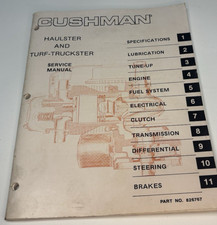 CUSHMAN
HAULSTER
AND
TURF-TRUCKSTER
SERVICE
MANUAL
SPECIFICATIONS 1
LUBRICATION 2
TUNE-UP 3
ENGINE 4
FUEL SYSTEM 5
ELECTRICAL 6
CLUTCH 7
TRANSMISSION 8
DIFFERENTIAL 9
STEERING 10
BRAKES 11
PART NO. 826767